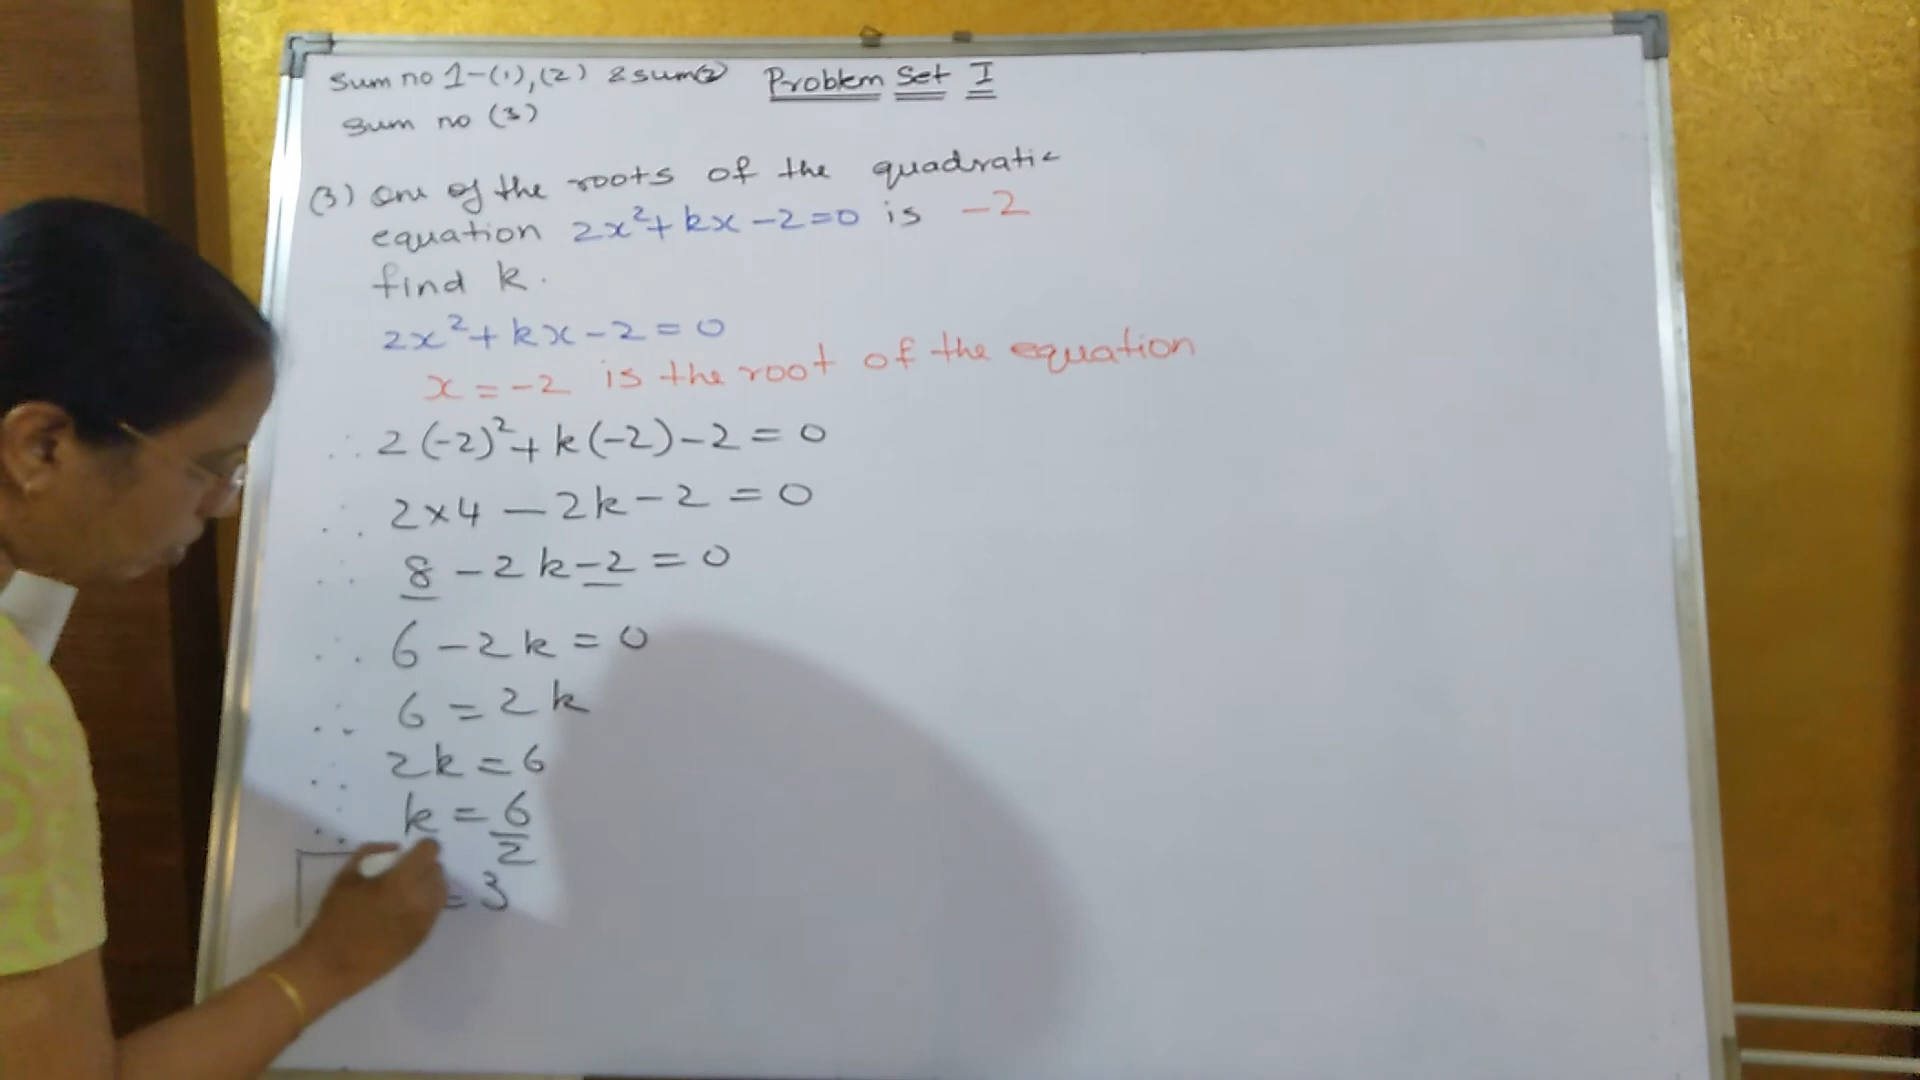 Sum no 1-(1),(2) & sum(2) Problem Set I
Sum no (3)
(3) One of the roots of the quadratic
equation 2x²+kx-2=0 is -2
find k.
2x²+kx-2=0
x=-2 is the root of the equation
∴ 2(-2)²+k(-2)-2=0
∴ 2×4-2k-2=0
∴ 8-2k-2=0
∴ 6-2k=0
∴ 6=2k
∴ 2k=6
∴ k=6/2
=3